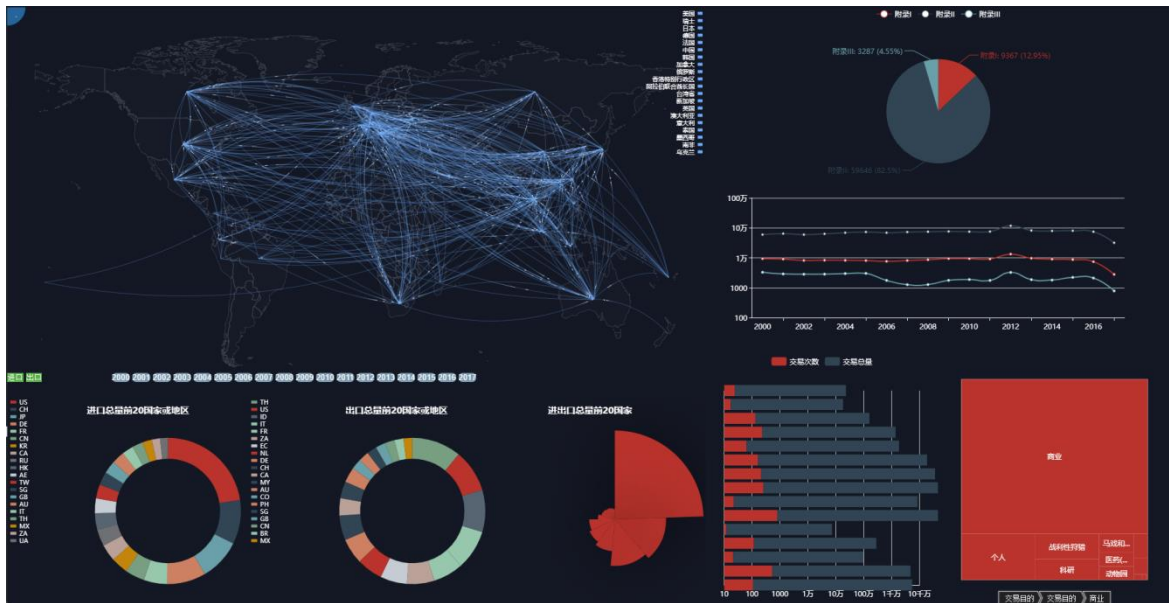 美国
瑞士
日本
德国
法国
中国
韩国
加拿大
俄罗斯
香港特别行政区
阿拉伯联合酋长国
台湾省
新加坡
英国
澳大利亚
意大利
泰国
墨西哥
南非
乌克兰
附录I 附录II 附录III
附录III: 3287 (4.55%)
附录I: 9367 (12.95%)
附录II: 59646 (82.5%)
100万
10万
1万
1000
100
2000 2002 2004 2006 2008 2010 2012 2014 2016
进口 出口
2000 2001 2002 2003 2004 2005 2006 2007 2008 2009 2010 2011 2012 2013 2014 2015 2016 2017
进口总量前20国家或地区
US
CH
JP
DE
FR
CN
KR
CA
RU
HK
AE
TW
SG
GB
AU
IT
TH
MX
ZA
UA
出口总量前20国家或地区
TH
US
ID
IT
FR
ZA
EC
NL
DE
CH
CA
MY
AU
CO
PH
SG
GB
CN
BR
MX
进出口总量前20国家
交易次数 交易总量
10 100 1000 1万 10万 100万 1千万 10千万
商业
个人
战利性狩猎
科研
马戏和...
医药(...
动物园
交易目的 交易目的 商业